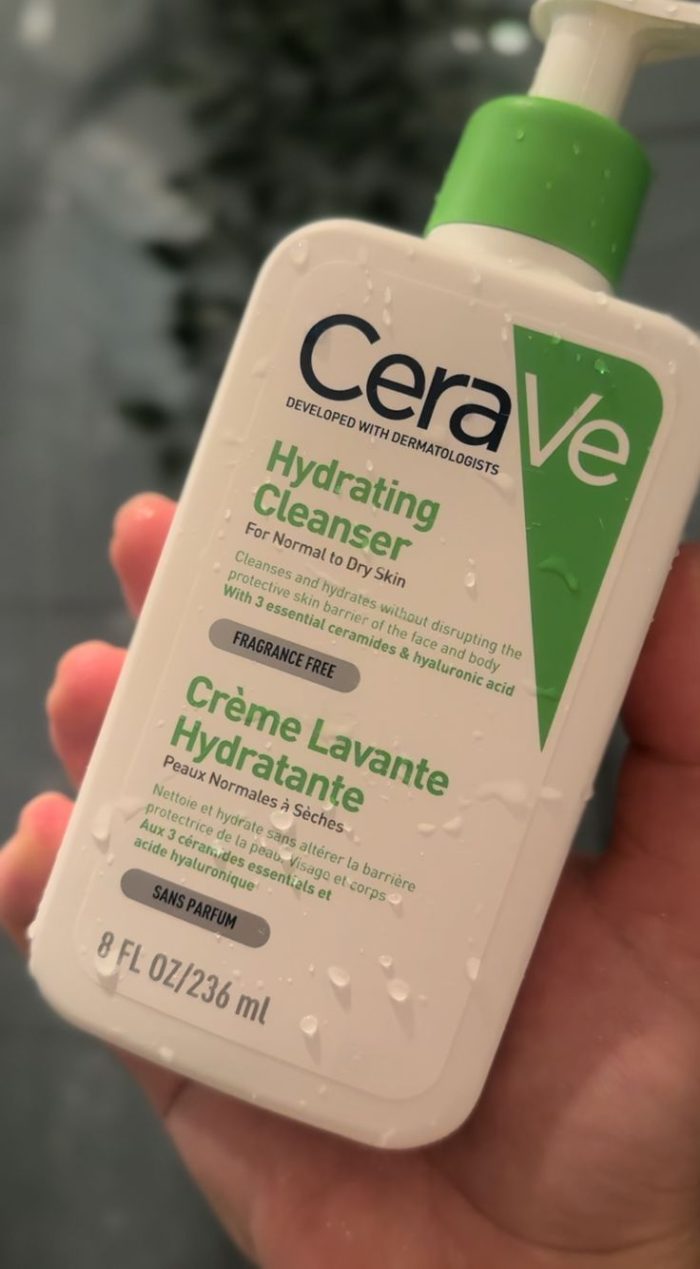 CeraVe
DEVELOPED WITH DERMATOLOGISTS
Hydrating
Cleanser
For Normal to Dry Skin
Cleanses and hydrates without disrupting the
protective skin barrier of the face and body
With 3 essential ceramides & hyaluronic acid
FRAGRANCE FREE
Crème Lavante
Hydratante
Peaux Normales à Sèches
Nettoie et hydrate sans altérer la barrière
protectrice de la peau. Visage et corps
Aux 3 céramides essentiels et
acide hyaluronique
SANS PARFUM
8 FL OZ/236 ml